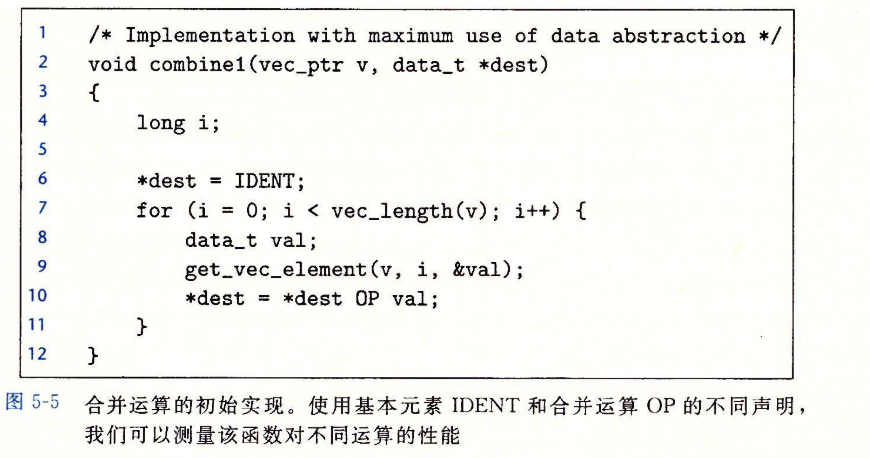 1 /* Implementation with maximum use of data abstraction */
2 void combine1(vec_ptr v, data_t *dest)
3 {
4     long i;
5
6     *dest = IDENT;
7     for (i = 0; i < vec_length(v); i++) {
8         data_t val;
9         get_vec_element(v, i, &val);
10         *dest = *dest OP val;
11     }
12 }
图 5-5 合并运算的初始实现。使用基本元素 IDENT 和合并运算 OP 的不同声明，
我们可以测量该函数对不同运算的性能